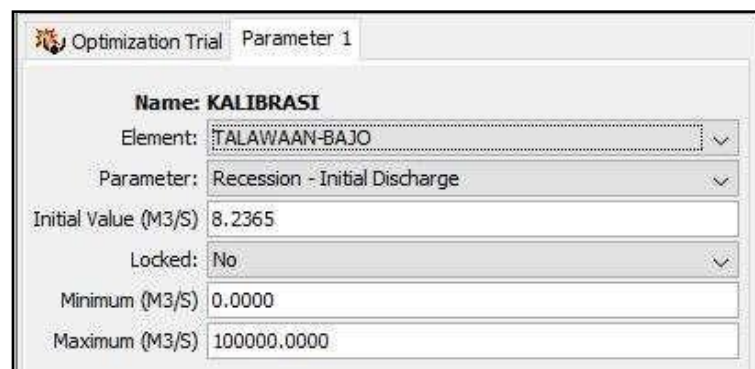 Optimization Trial Parameter 1
Name: KALIBRASI
Element: TALAWAAN-BAJO
Parameter: Recession - Initial Discharge
Initial Value (M3/S) 8.2365
Locked: No
Minimum (M3/S) 0.0000
Maximum (M3/S) 100000.0000